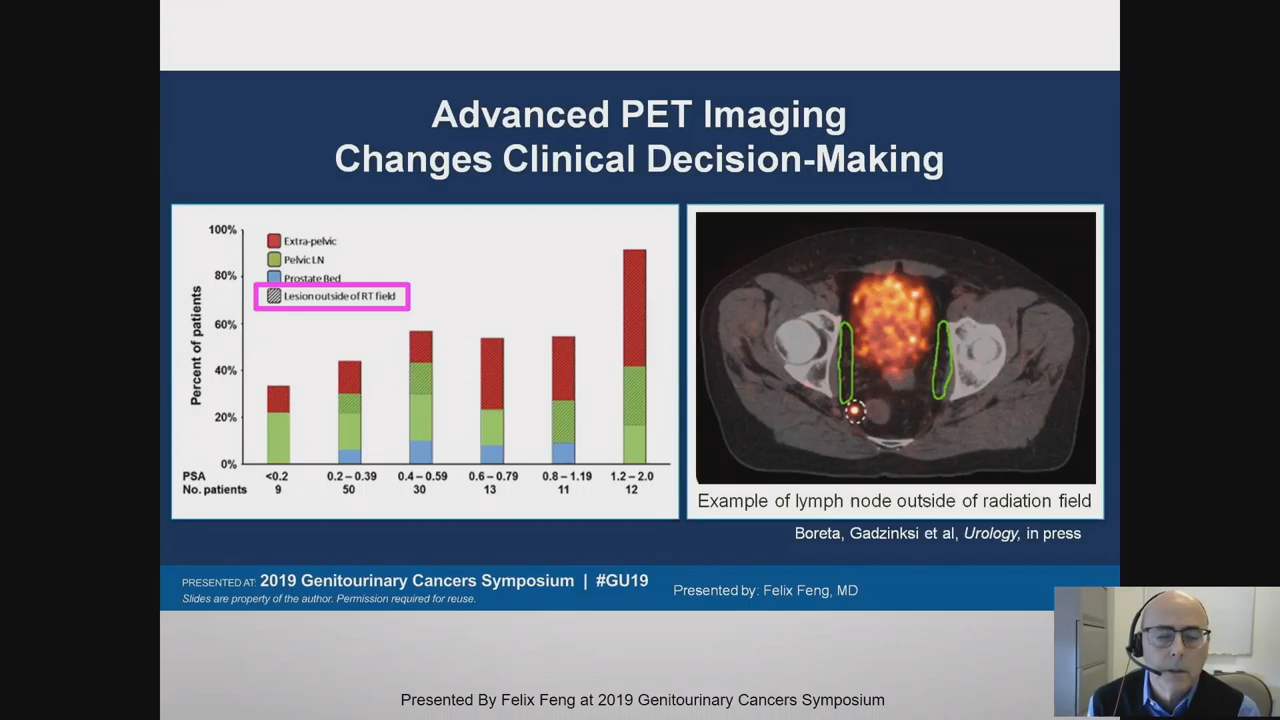 Advanced PET Imaging
Changes Clinical Decision-Making
100%
80%
60%
40%
20%
0%
Percent of patients
Extra-pelvic
Pelvic LN
Prostate Bed
Lesion outside of RT field
PSA <0.2 0.2 – 0.39 0.4 – 0.59 0.6 – 0.79 0.8 – 1.19 1.2 – 2.0
No. patients 9 50 30 13 11 12
Example of lymph node outside of radiation field
Boreta, Gadzinksi et al, Urology, in press
PRESENTED AT: 2019 Genitourinary Cancers Symposium | #GU19
Slides are property of the author. Permission required for reuse.
Presented by: Felix Feng, MD
Presented By Felix Feng at 2019 Genitourinary Cancers Symposium